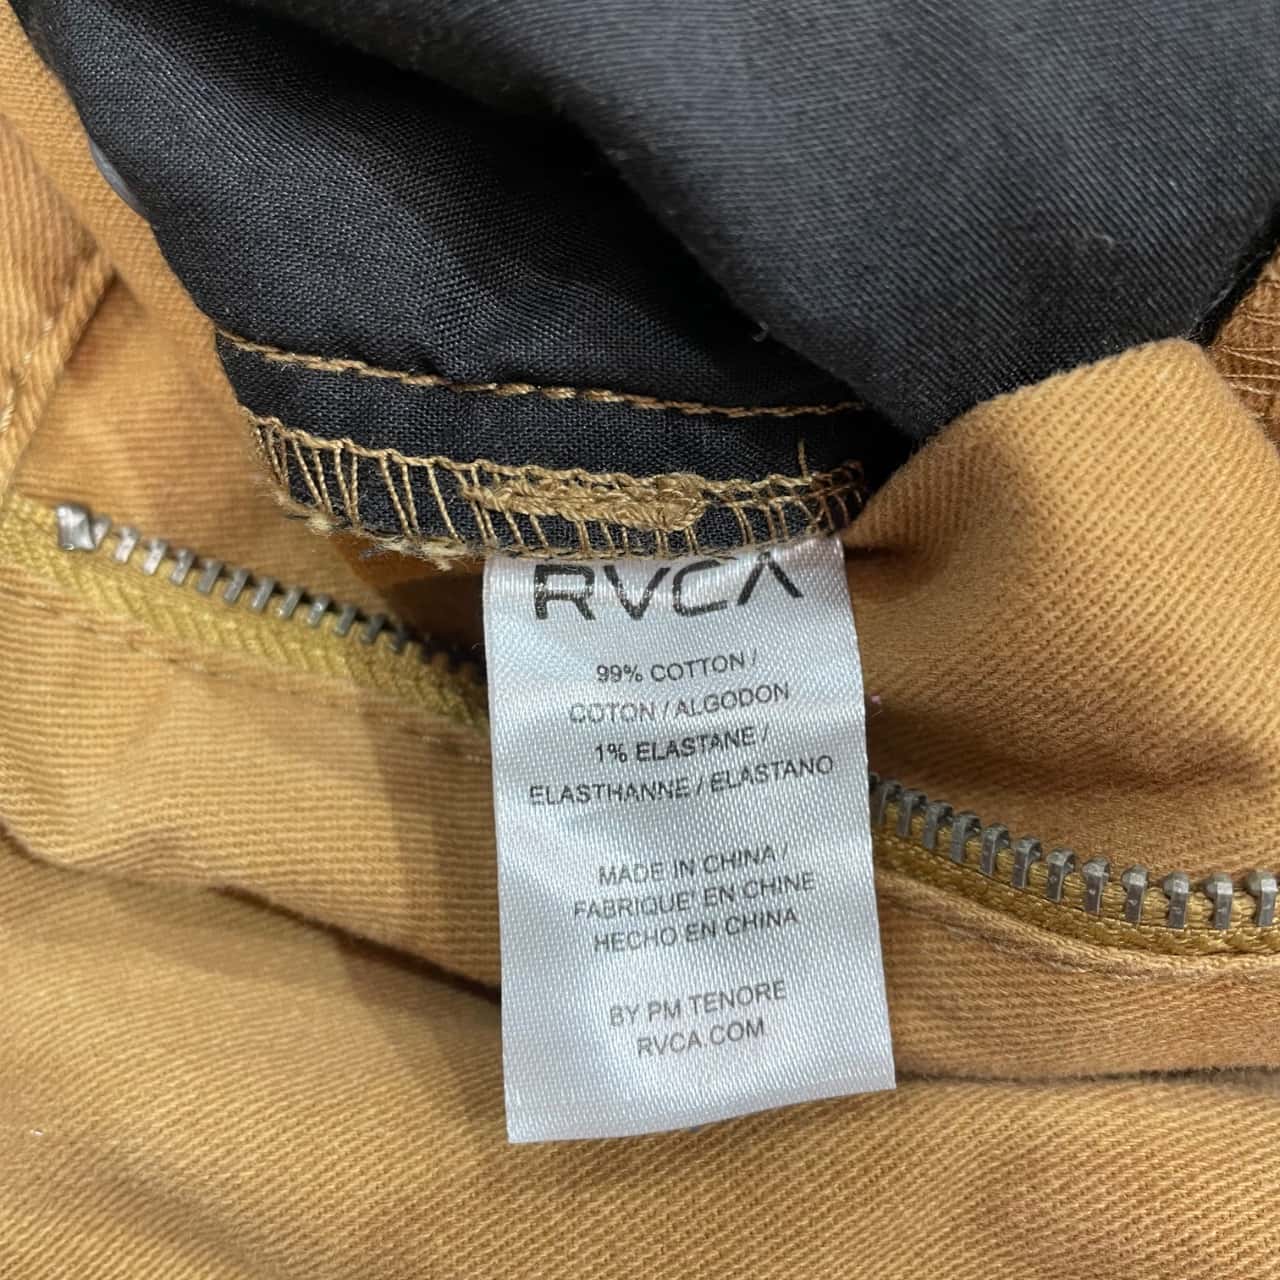 RVCA
99% COTTON /
COTON / ALGODON
1% ELASTANE /
ELASTHANNE / ELASTANO
MADE IN CHINA /
FABRIQUE' EN CHINE
HECHO EN CHINA
BY PM TENORE
RVCA.COM